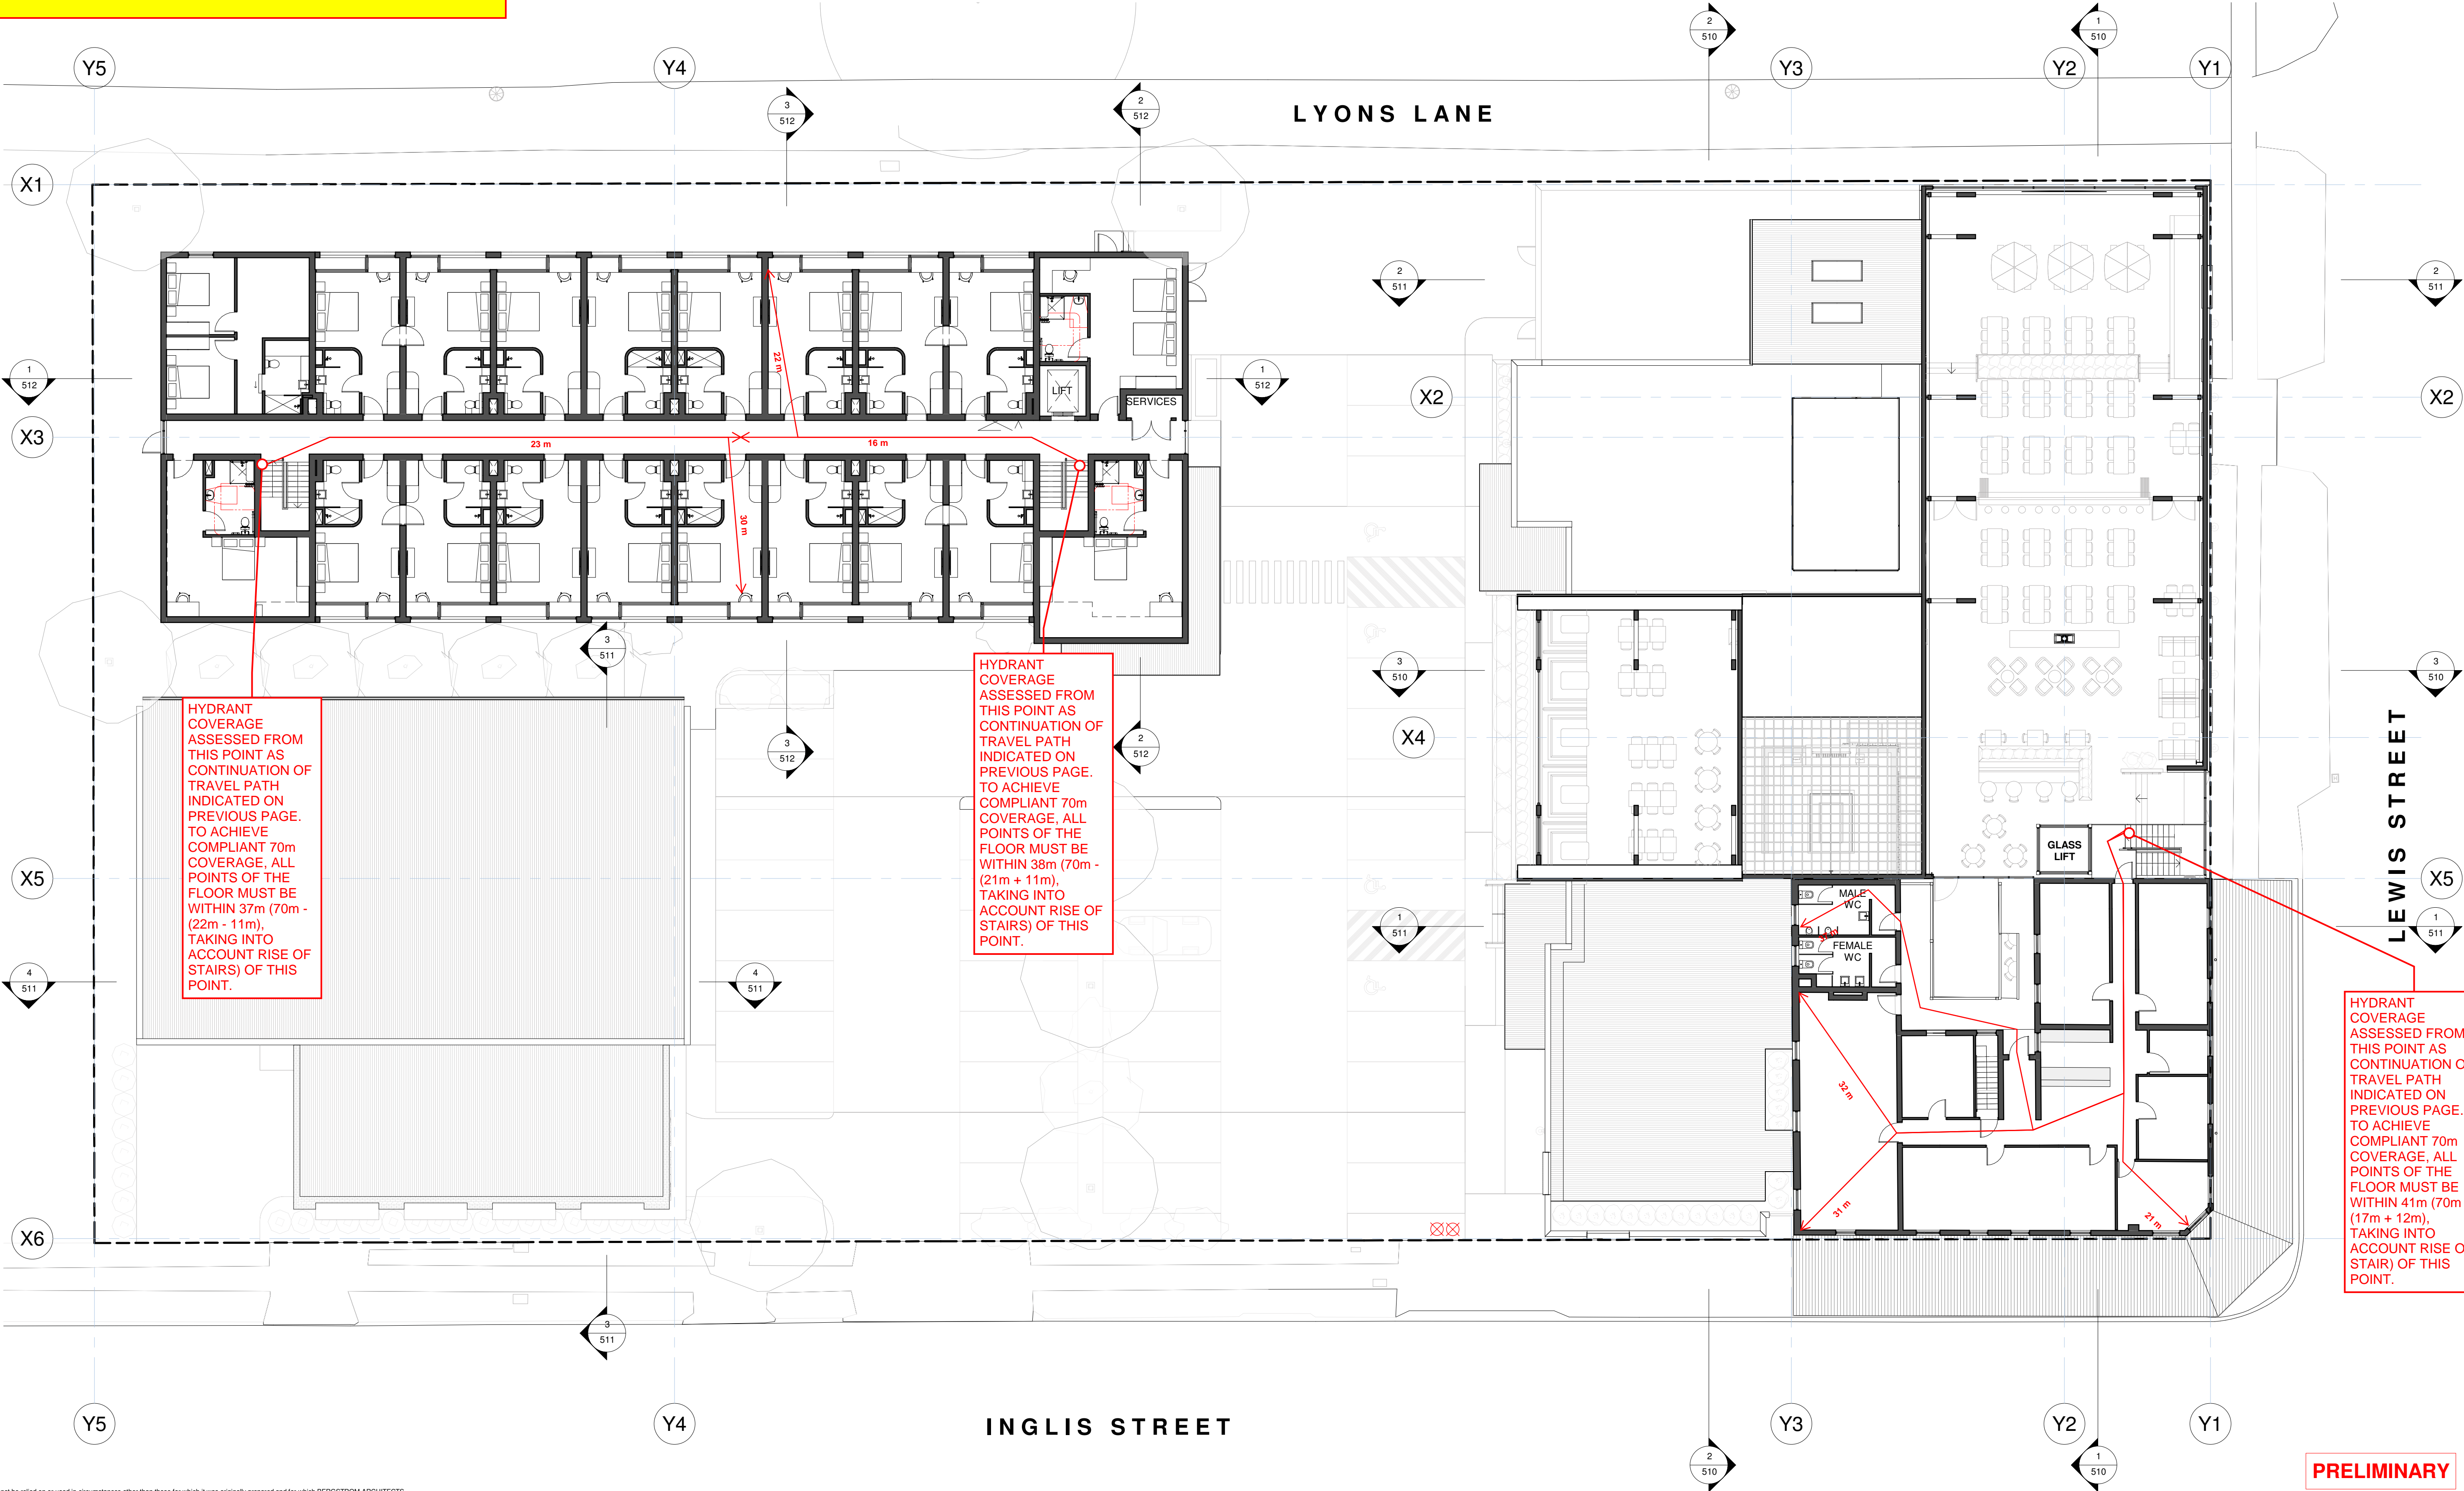 2
510
1
510
Y5
Y4
Y3
Y2
Y1
3
512
2
512
LYONS LANE
X1
2
511
2
511
1
512
22 m
LIFT
SERVICES
1
512
X2
X2
X3
23 m
16 m
30 m
3
511
HYDRANT
COVERAGE
ASSESSED FROM
THIS POINT AS
CONTINUATION OF
TRAVEL PATH
INDICATED ON
PREVIOUS PAGE.
TO ACHIEVE
COMPLIANT 70m
COVERAGE, ALL
POINTS OF THE
FLOOR MUST BE
WITHIN 38m (70m -
(21m + 11m),
TAKING INTO
ACCOUNT RISE OF
STAIRS) OF THIS
POINT.
3
510
3
510
HYDRANT
COVERAGE
ASSESSED FROM
THIS POINT AS
CONTINUATION OF
TRAVEL PATH
INDICATED ON
PREVIOUS PAGE.
TO ACHIEVE
COMPLIANT 70m
COVERAGE, ALL
POINTS OF THE
FLOOR MUST BE
WITHIN 37m (70m -
(22m - 11m),
TAKING INTO
ACCOUNT RISE OF
STAIRS) OF THIS
POINT.
3
512
2
512
X4
LEWIS STREET
GLASS
LIFT
X5
X5
MALE
WC
FEMALE
WC
1
511
1
511
4
511
4
511
HYDRANT
COVERAGE
ASSESSED FROM
THIS POINT AS
CONTINUATION O
TRAVEL PATH
INDICATED ON
PREVIOUS PAGE.
TO ACHIEVE
COMPLIANT 70m
COVERAGE, ALL
POINTS OF THE
FLOOR MUST BE
WITHIN 41m (70m
(17m + 12m),
TAKING INTO
ACCOUNT RISE O
STAIR) OF THIS
POINT.
32 m
31 m
21 m
X6
3
511
Y5
Y4
INGLIS STREET
Y3
Y2
Y1
2
510
1
510
PRELIMINARY